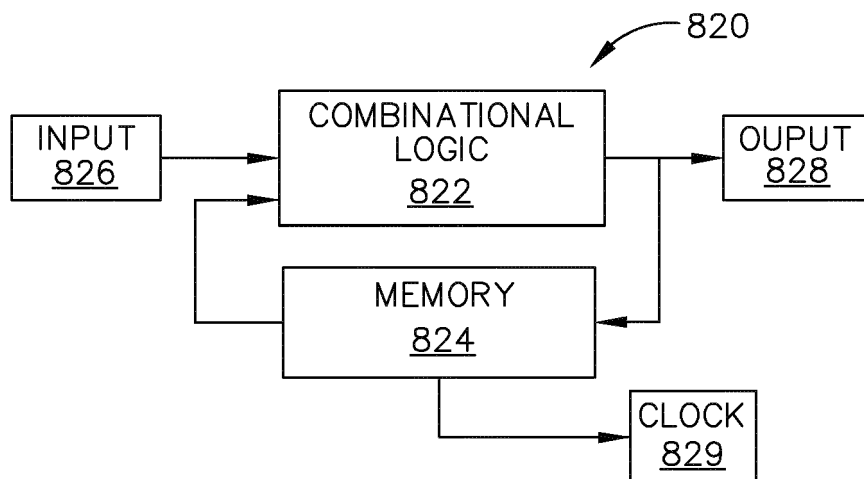 820
INPUT
826
COMBINATIONAL
LOGIC
822
OUPUT
828
MEMORY
824
CLOCK
829